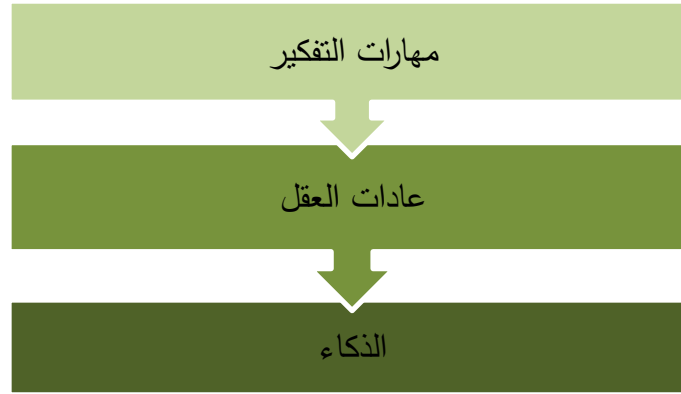 مهارات التفكير
عادات العقل
الذكاء